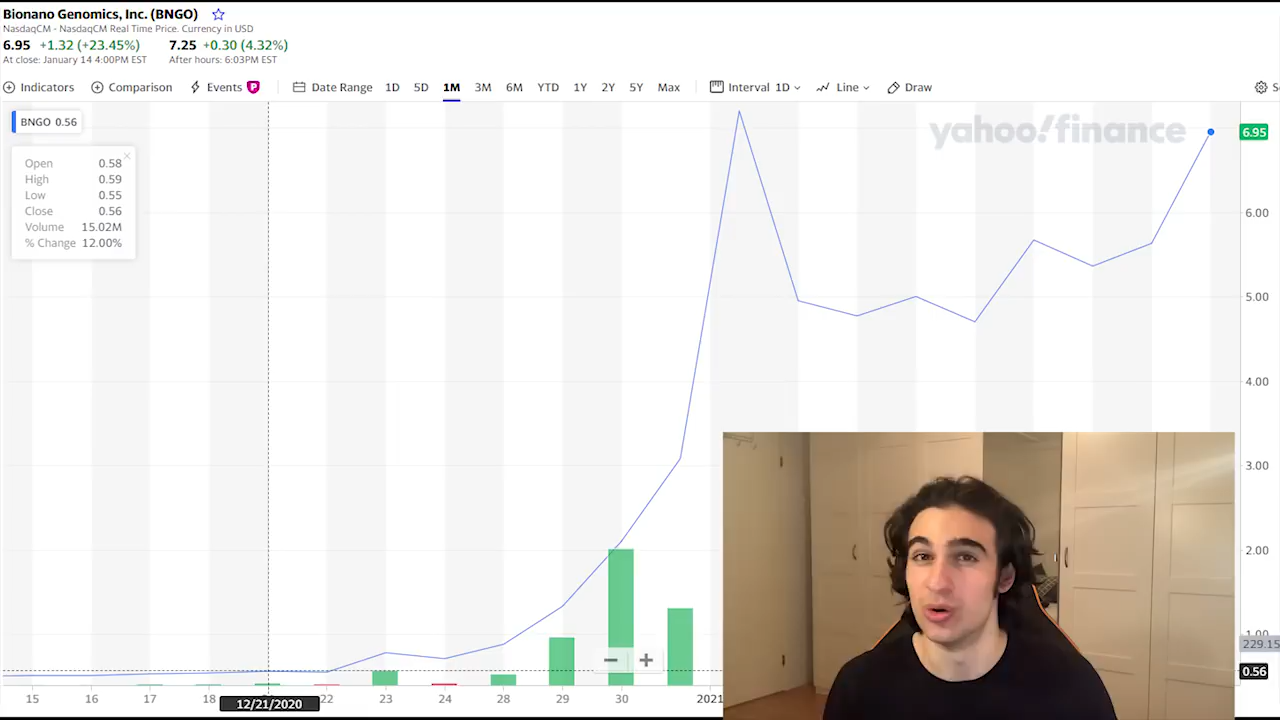 Bionano Genomics, Inc. (BNGO)
NasdaqCM - NasdaqCM Real Time Price. Currency in USD
6.95 +1.32 (+23.45%) 7.25 +0.30 (4.32%)
At close: January 14 4:00PM EST After hours: 6:03PM EST
Indicators Comparison Events P Date Range 1D 5D 1M 3M 6M YTD 1Y 2Y 5Y Max Interval 1D Line Draw
BNGO 0.56
yahoo!finance
6.95
Open 0.58
High 0.59
Low 0.55
Close 0.56
Volume 15.02M
% Change 12.00%
6.00
5.00
4.00
3.00
2.00
1.00
229.15
0.56
15 16 17 18 12/21/2020 22 23 24 28 29 30 2021